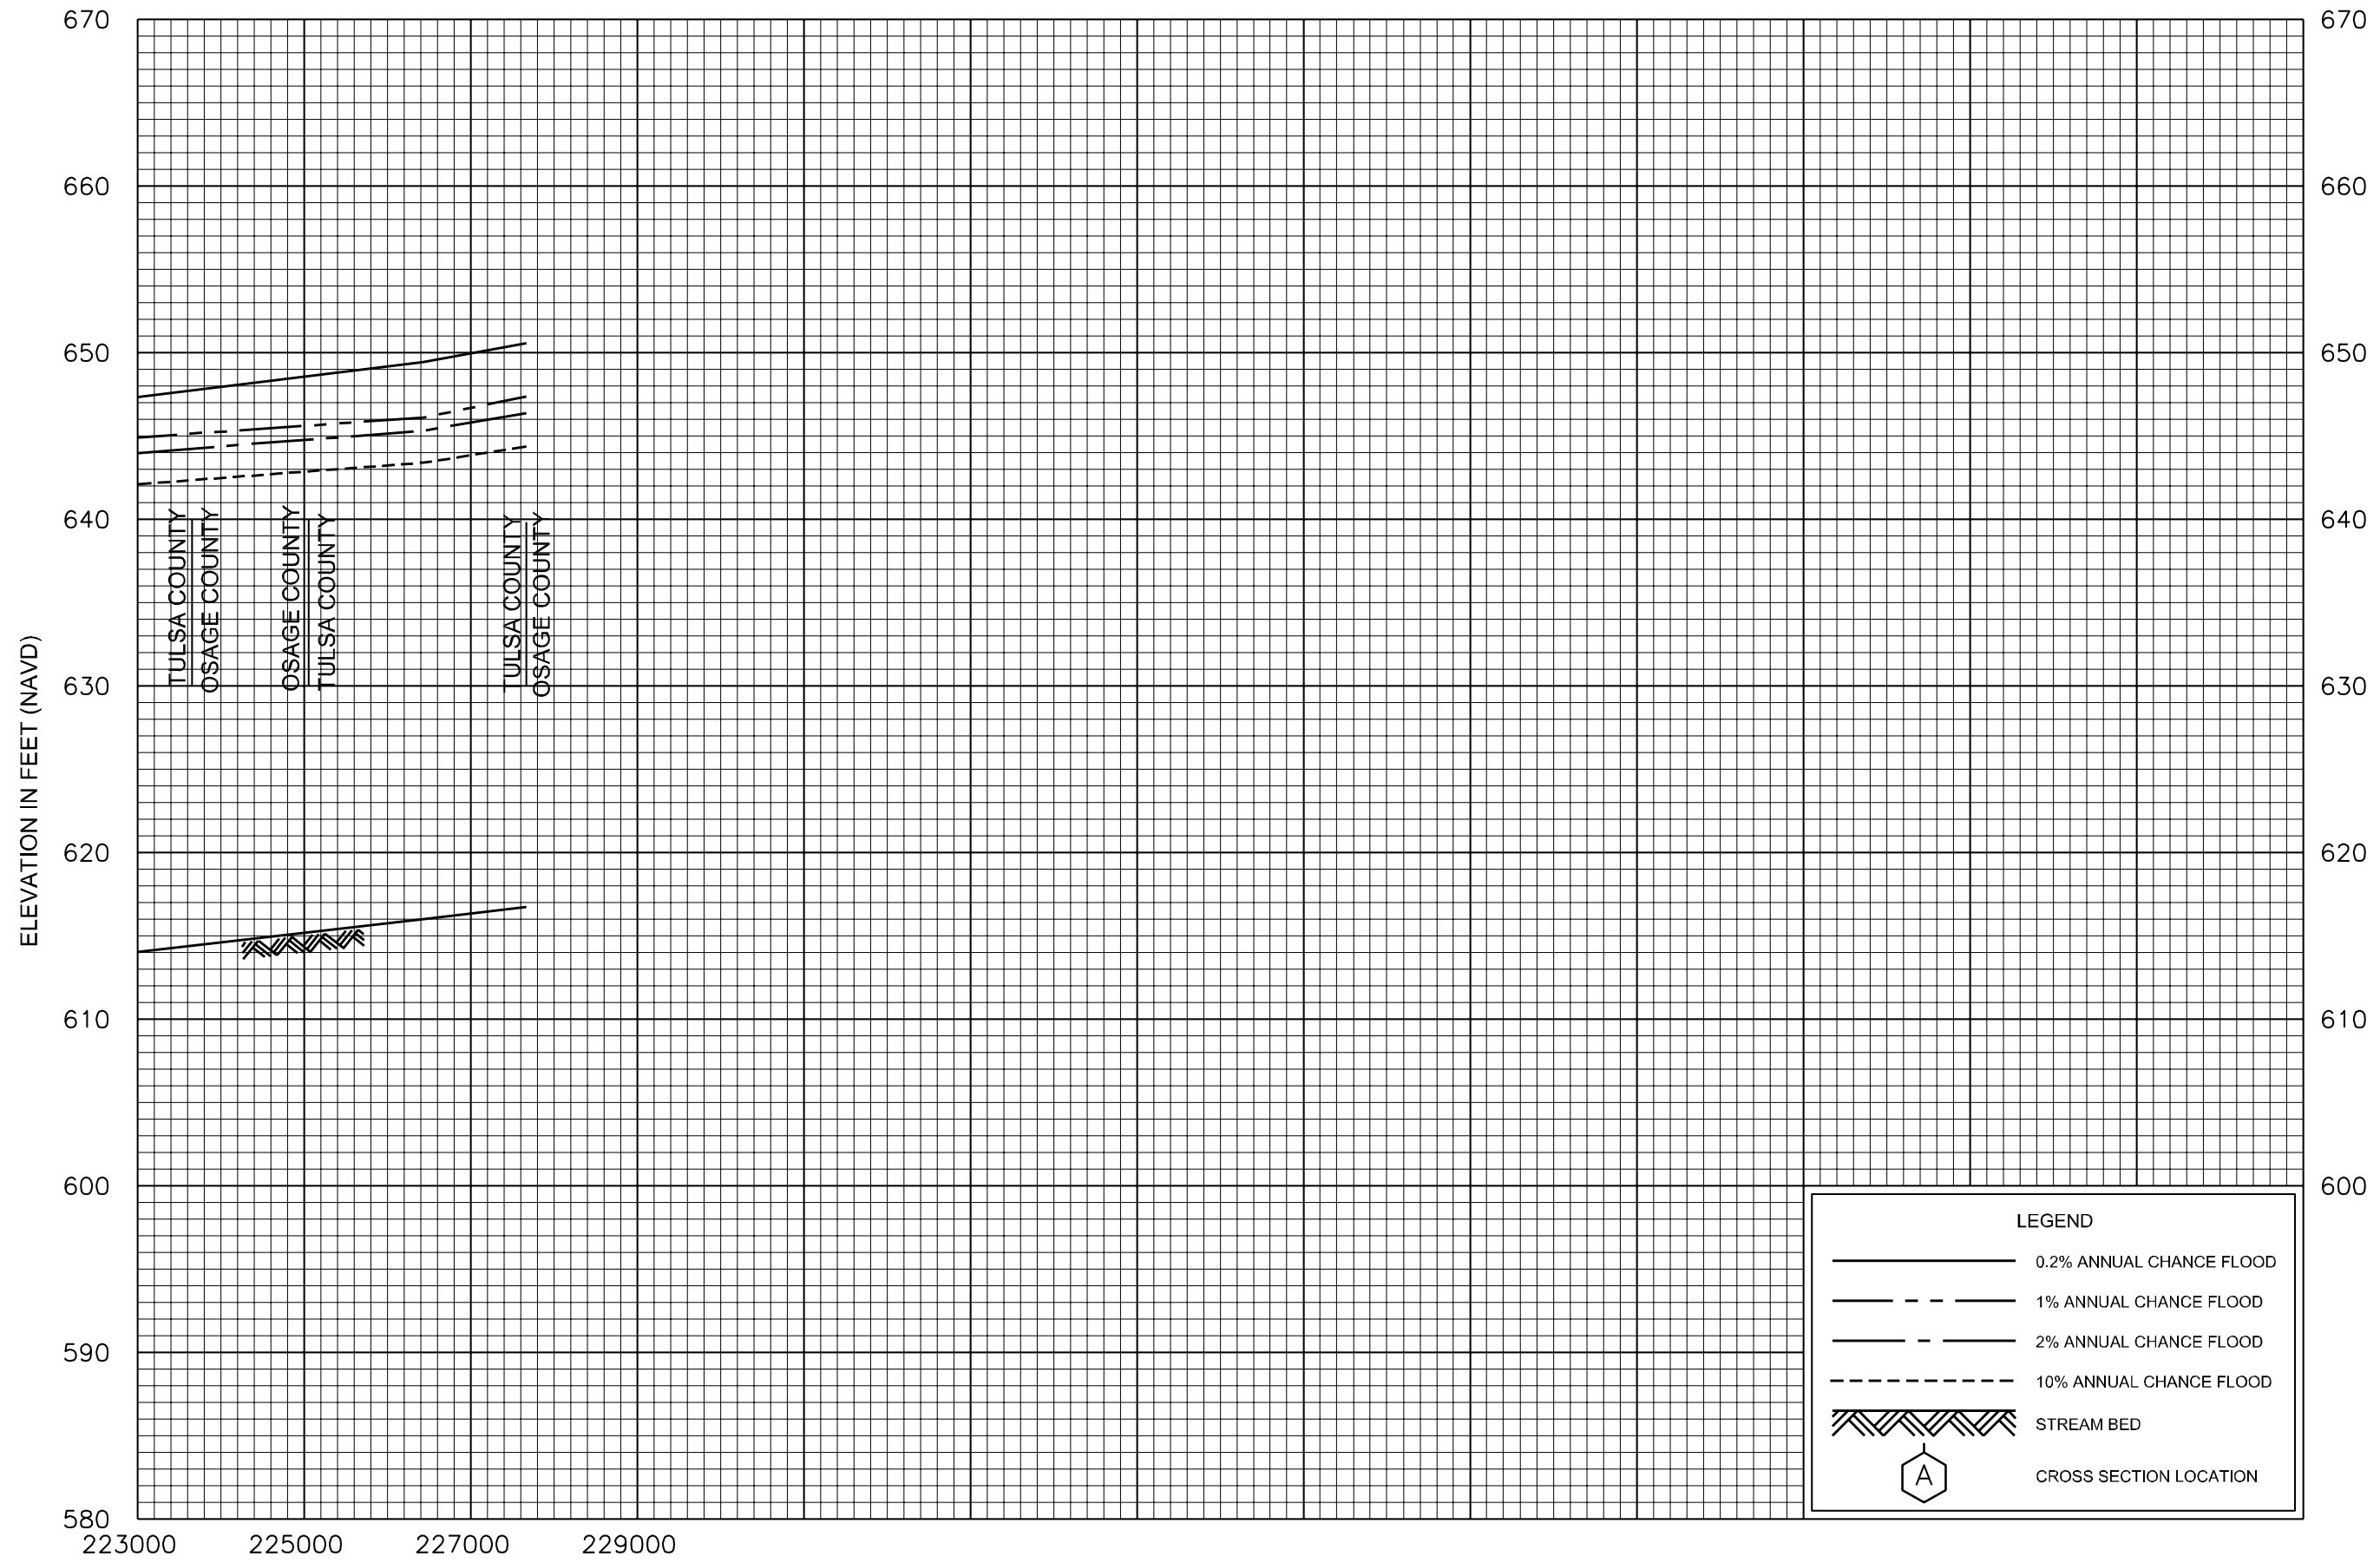 670
670
660
660
650
650
640
640
630
630
620
620
610
610
600
600
590
580
ELEVATION IN FEET (NAVD)
TULSA COUNTY
OSAGE COUNTY
OSAGE COUNTY
TULSA COUNTY
TULSA COUNTY
OSAGE COUNTY
223000
225000
227000
229000
LEGEND
0.2% ANNUAL CHANCE FLOOD
1% ANNUAL CHANCE FLOOD
2% ANNUAL CHANCE FLOOD
10% ANNUAL CHANCE FLOOD
STREAM BED
A
CROSS SECTION LOCATION